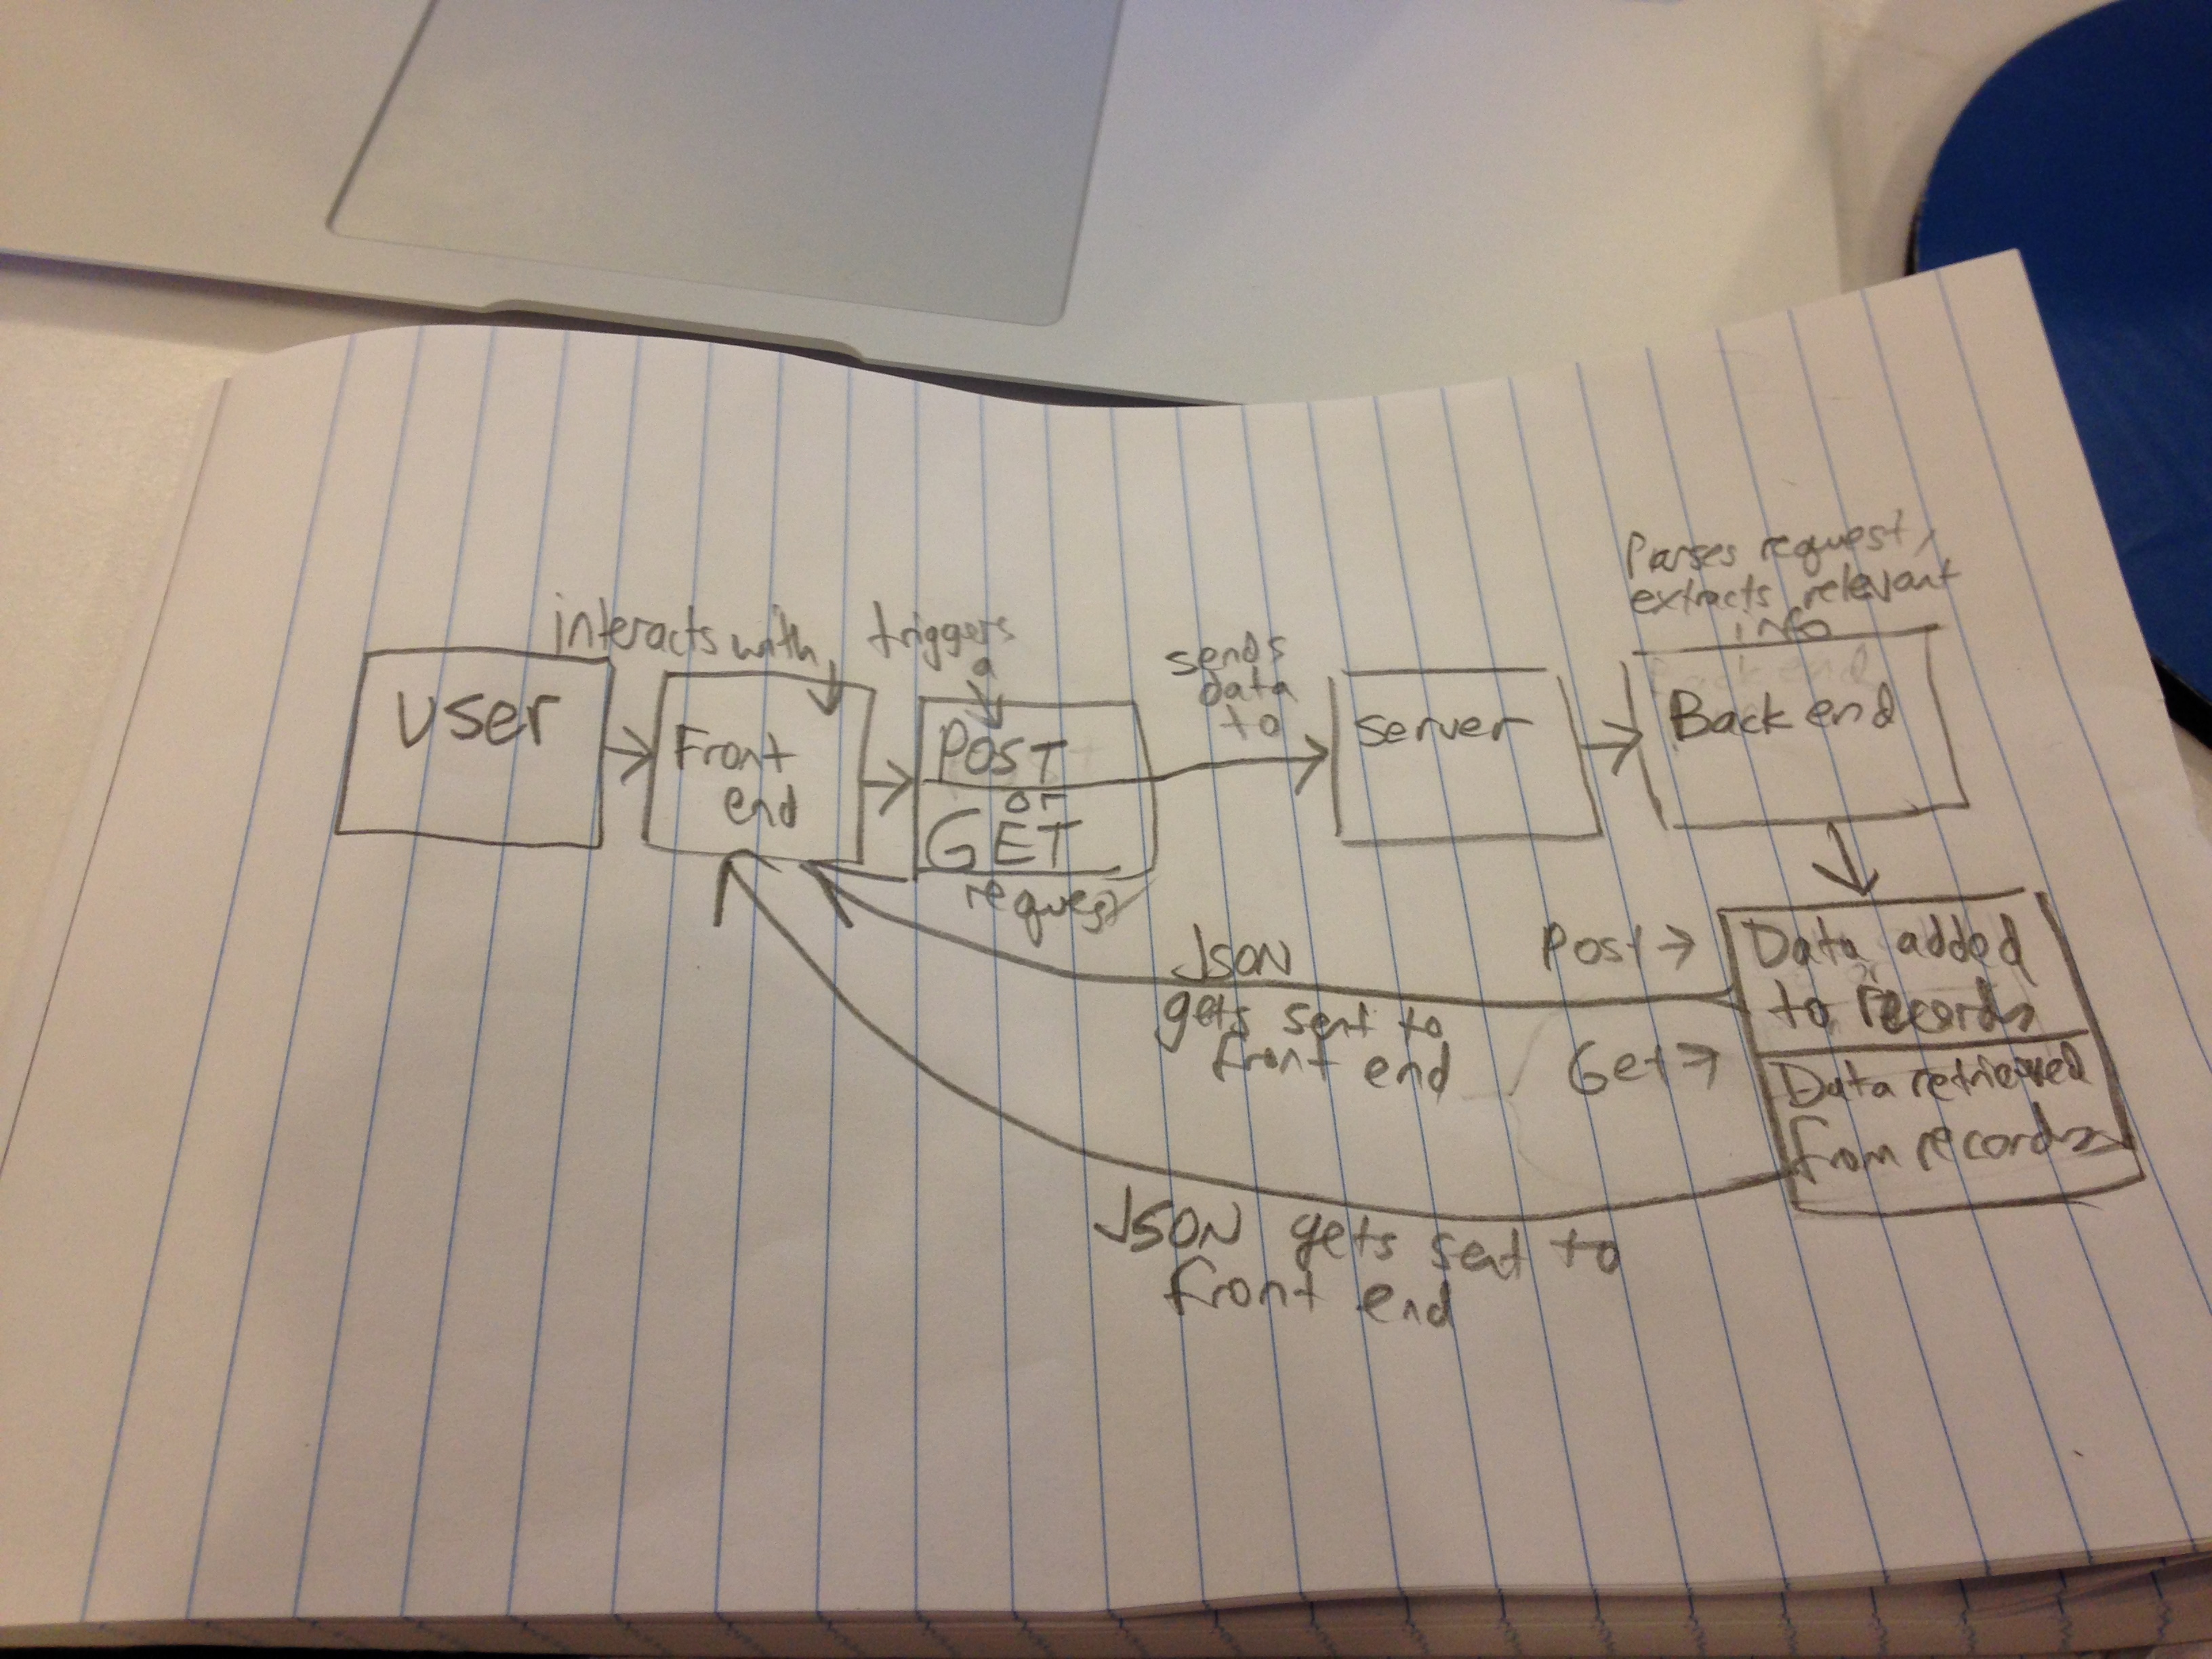 Parses request,
extracts relevant
info
interacts with
triggers
a
sends
data
to
User
Front
end
POST
or
GET
request
server
Back end
Post →
Data added
to records
Get →
Data retrieved
from records
JSON
gets sent to
front end
JSON gets sent to
front end